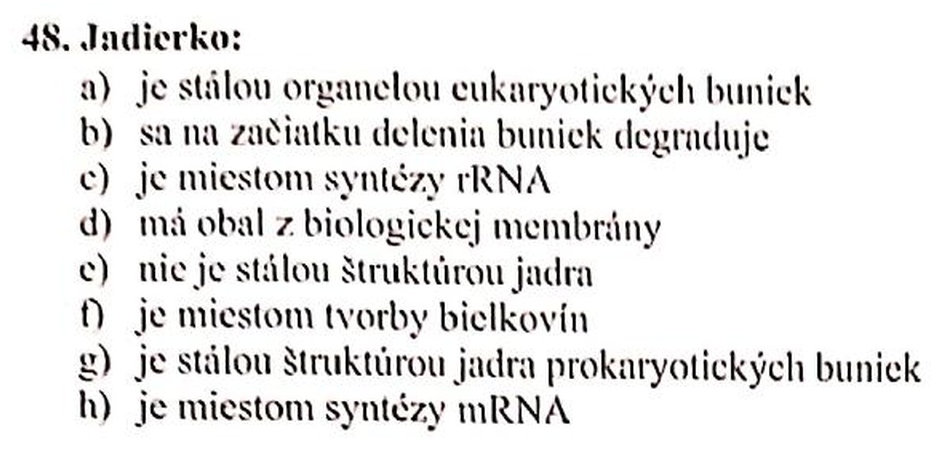 48. Jadierko:
a) je stálou organelou eukaryotických buniek
b) sa na začiatku delenia buniek degraduje
c) je miestom syntézy rRNA
d) má obal z biologickej membrány
e) nie je stálou štruktúrou jadra
f) je miestom tvorby bielkovín
g) je stálou štruktúrou jadra prokaryotických buniek
h) je miestom syntézy mRNA